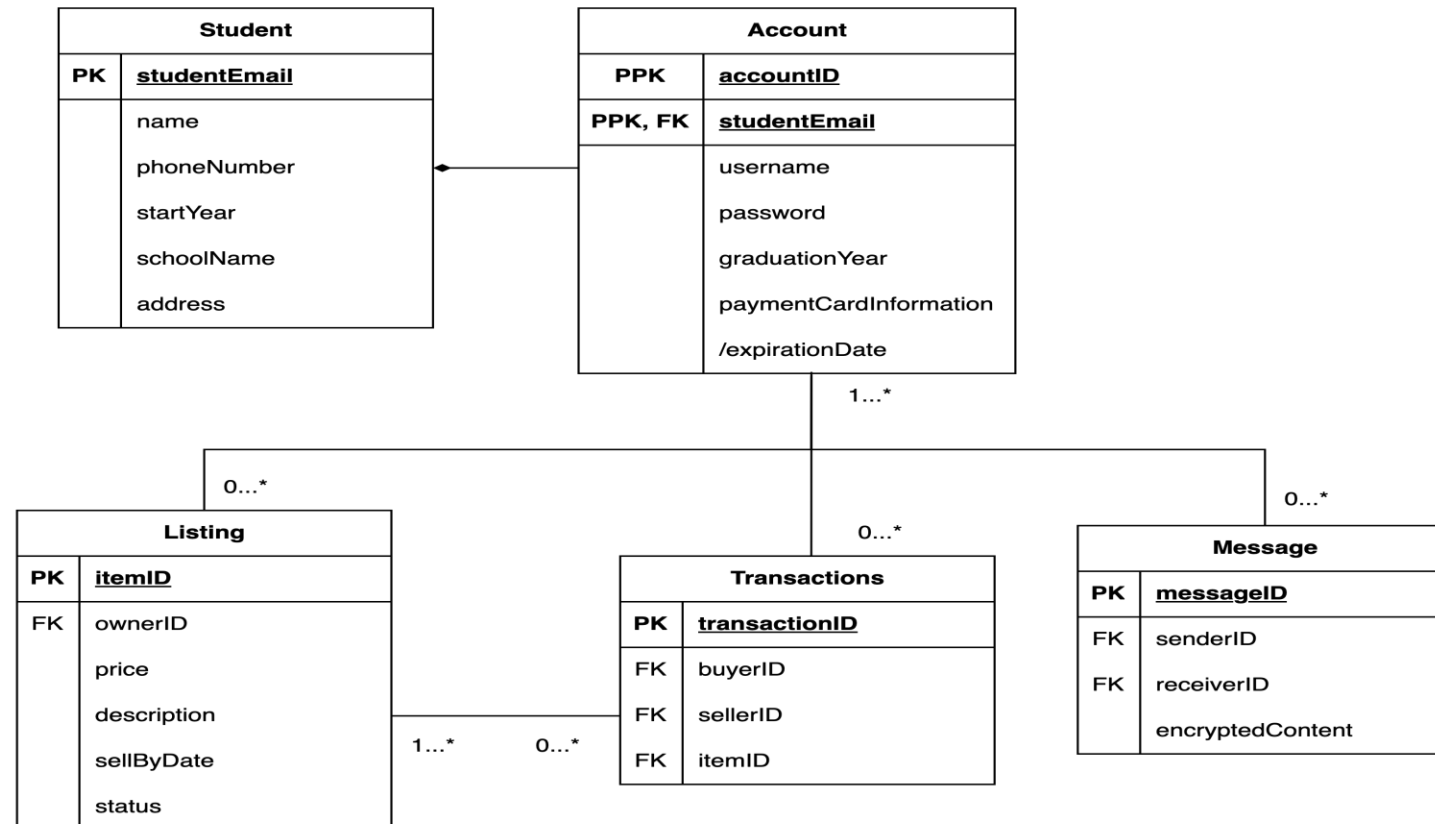 Student
PK studentEmail
name
phoneNumber
startYear
schoolName
address
Account
PPK accountID
PPK, FK studentEmail
username
password
graduationYear
paymentCardInformation
/expirationDate
1...*
0...*
0...*
0...*
Listing
PK itemID
FK ownerID
price
description
sellByDate
status
1...* 0...*
Transactions
PK transactionID
FK buyerID
FK sellerID
FK itemID
Message
PK messageID
FK senderID
FK receiverID
encryptedContent